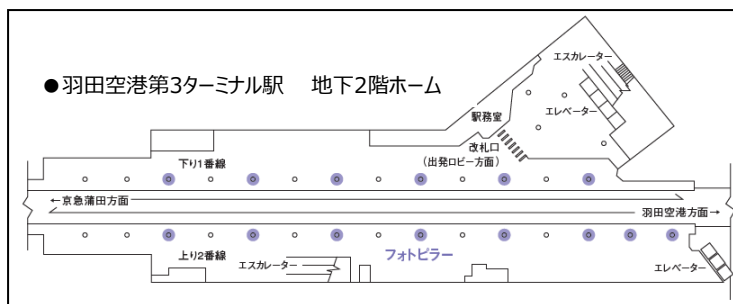 ●羽田空港第3ターミナル駅 地下2階ホーム
エスカレーター
エレベーター
駅務室
改札口
(出発ロビー方面)
下り1番線
←京急蒲田方面
羽田空港方面→
上り2番線
エスカレーター
フォトピラー
エレベーター